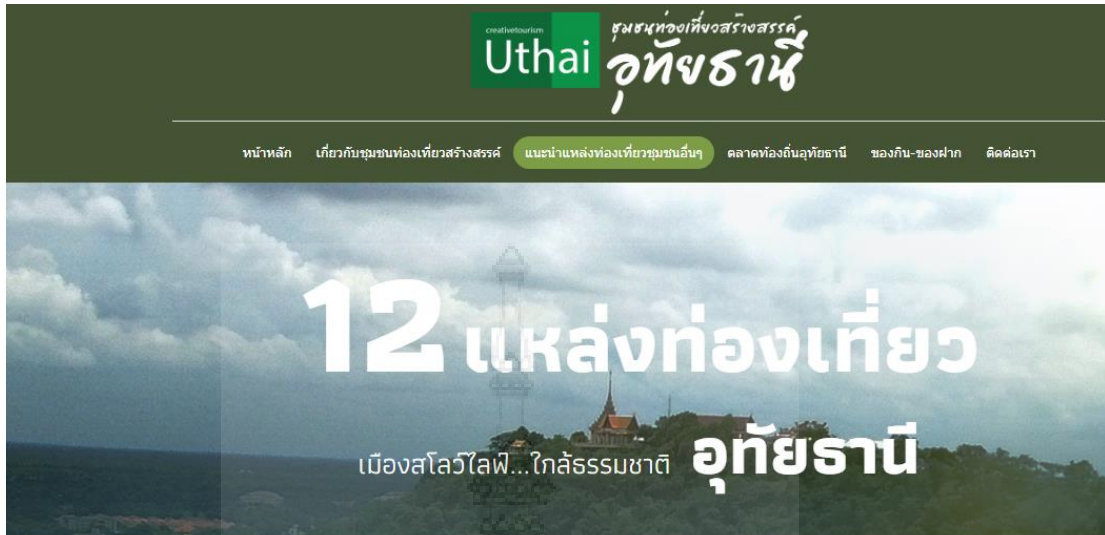 creativetourism
Uthai
ชุมชนท่องเที่ยวสร้างสรรค์
อุทัยธานี
หน้าหลัก เกี่ยวกับชุมชนท่องเที่ยวสร้างสรรค์ แนะนำแหล่งท่องเที่ยวชุมชนอื่นๆ ตลาดท้องถิ่นอุทัยธานี ของกิน-ของฝาก ติดต่อเรา
12 แหล่งท่องเที่ยว
เมืองสโลว์ไลฟ์...ใกล้ธรรมชาติ อุทัยธานี